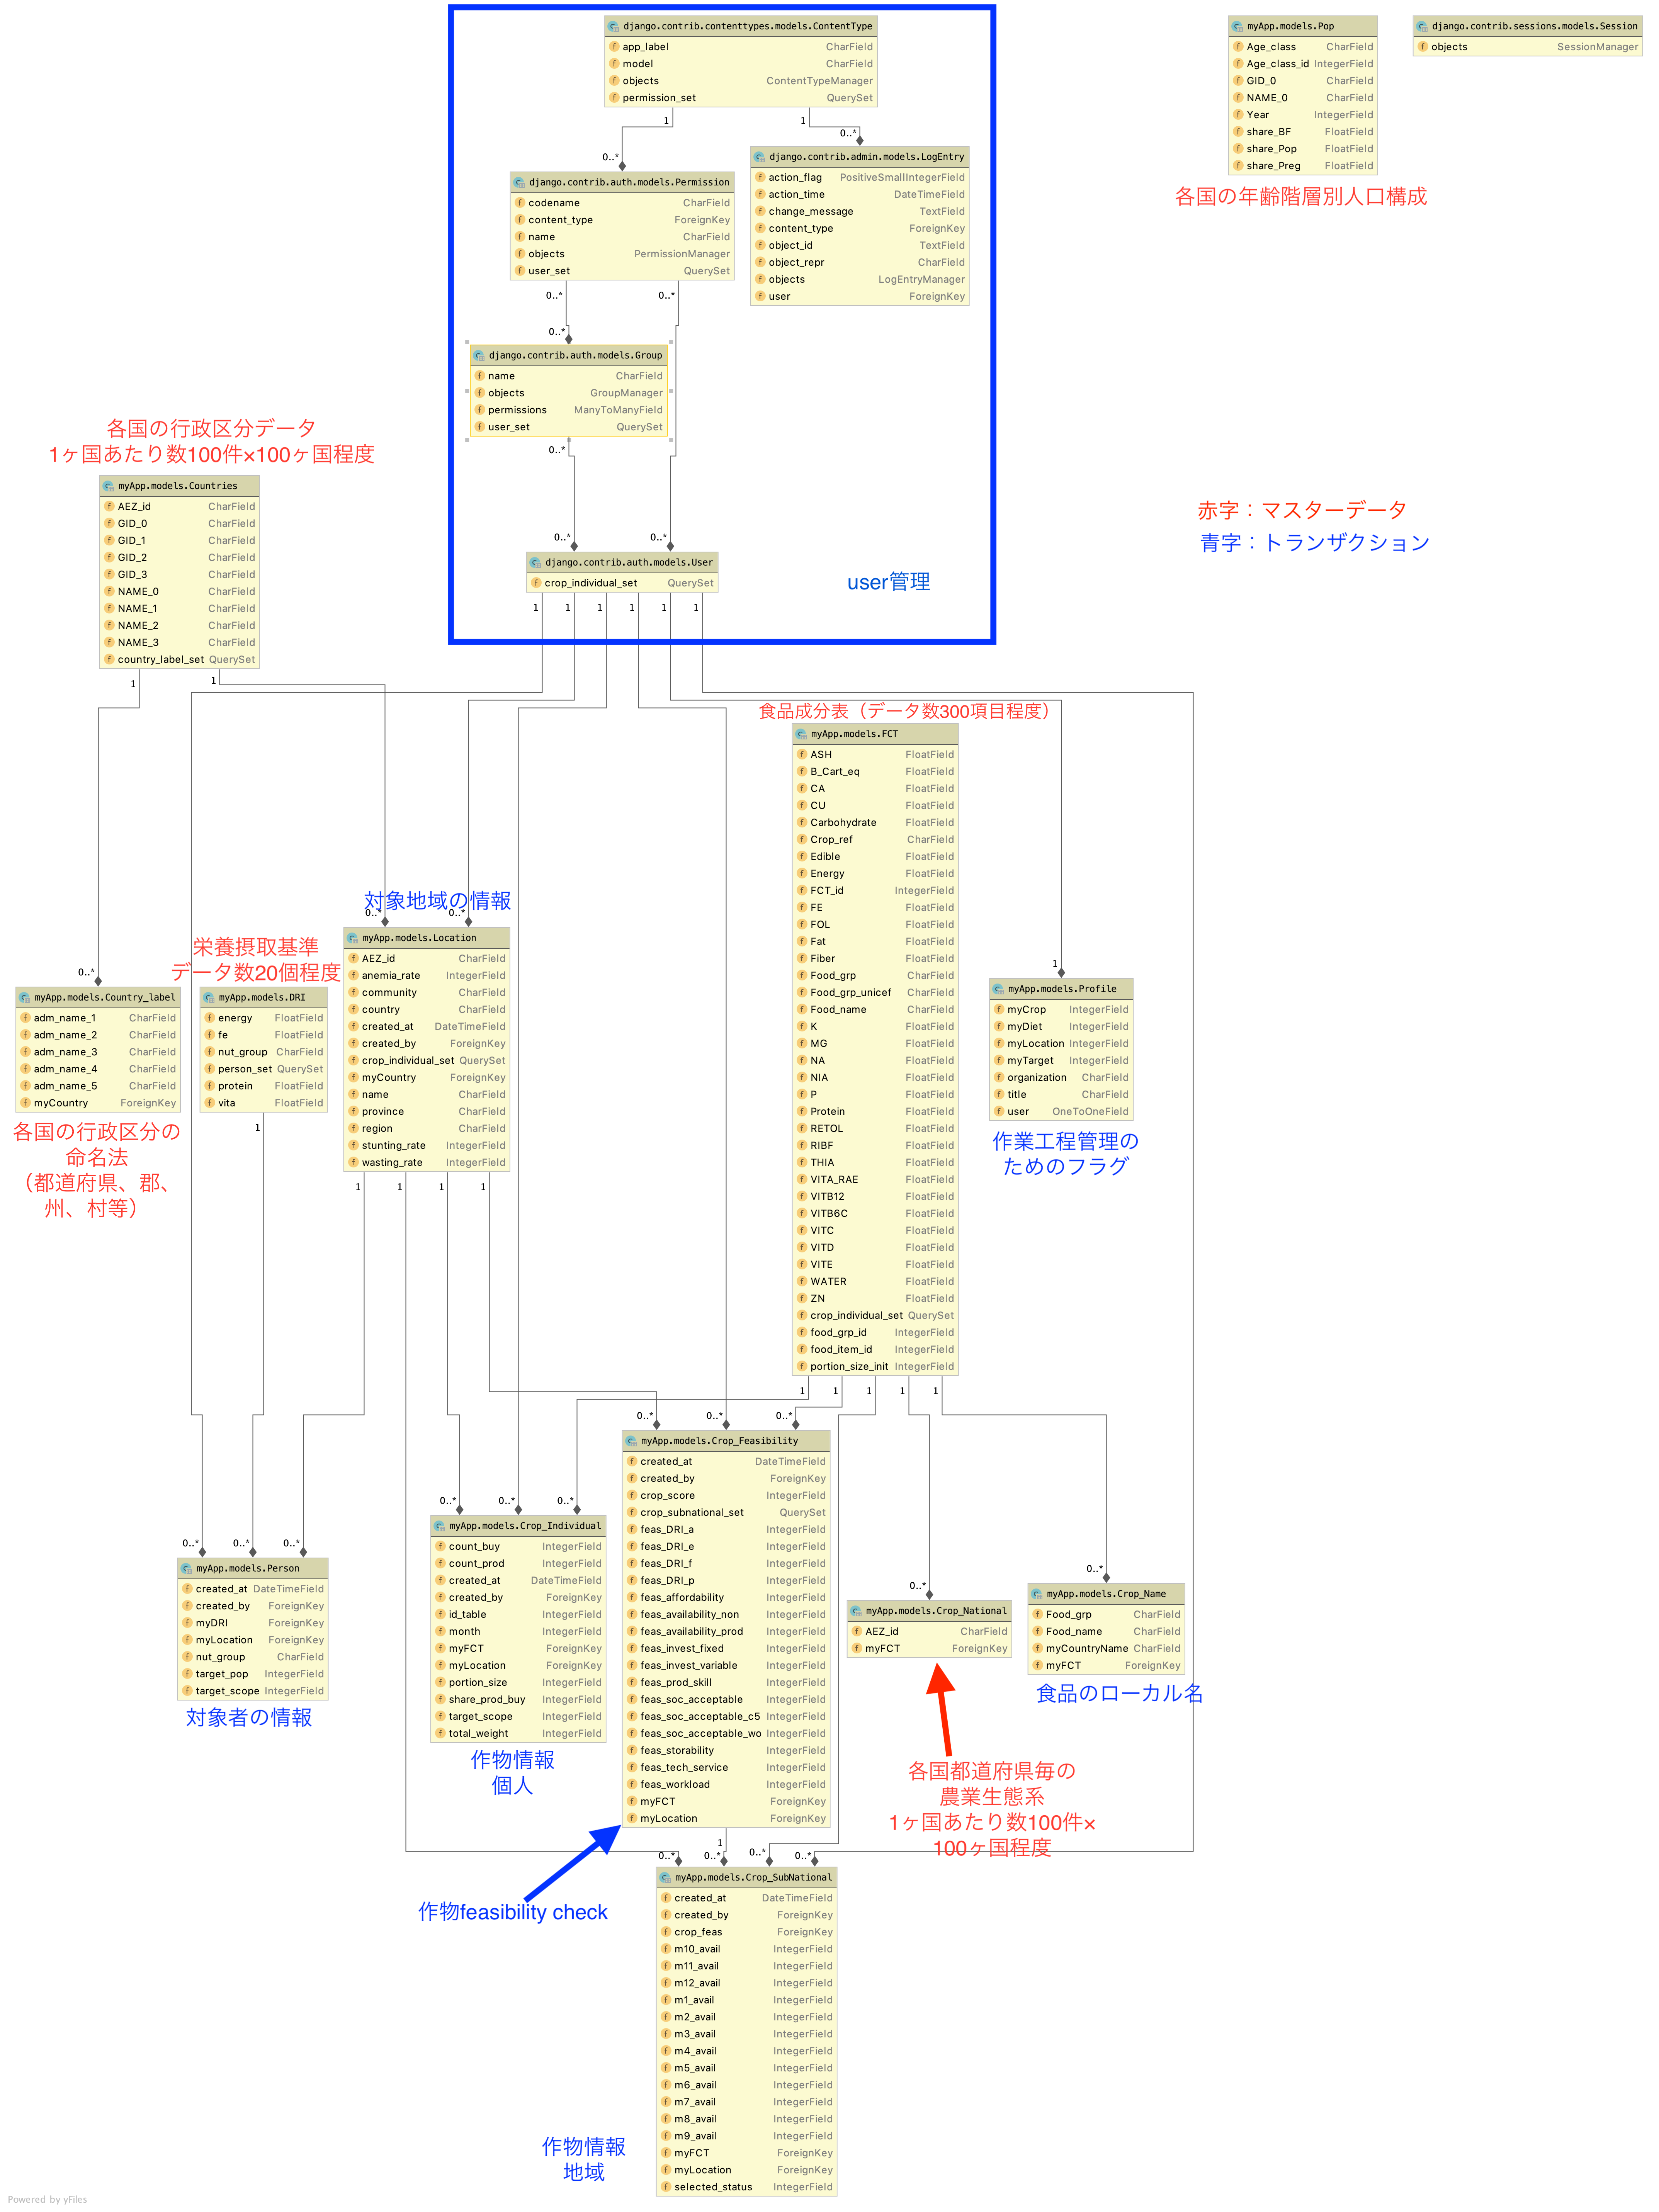 django.contrib.contenttypes.models.ContentType
app_label CharField
model CharField
objects ContentTypeManager
permission_set QuerySet
1
1
0..*
0..*
django.contrib.admin.models.LogEntry
action_flag PositiveSmallIntegerField
action_time DateTimeField
change_message TextField
content_type ForeignKey
object_id TextField
object_repr CharField
objects LogEntryManager
user ForeignKey
django.contrib.auth.models.Permission
codename CharField
content_type ForeignKey
name CharField
objects PermissionManager
user_set QuerySet
0..*
0..*
0..*
django.contrib.auth.models.Group
name CharField
objects GroupManager
permissions ManyToManyField
user_set QuerySet
0..*
0..*
0..*
django.contrib.auth.models.User
crop_individual_set QuerySet
1
1
1
1
1
1
user管理
myApp.models.Pop
Age_class CharField
Age_class_id IntegerField
GID_0 CharField
NAME_0 CharField
Year IntegerField
share_BF FloatField
share_Pop FloatField
share_Preg FloatField
各国の年齢階層別人口構成
django.contrib.sessions.models.Session
objects SessionManager
赤字：マスターデータ
青字：トランザクション
各国の行政区分データ
1ヶ国あたり数100件×100ヶ国程度
myApp.models.Countries
AEZ_id CharField
GID_0 CharField
GID_1 CharField
GID_2 CharField
GID_3 CharField
NAME_0 CharField
NAME_1 CharField
NAME_2 CharField
NAME_3 CharField
country_label_set QuerySet
1
1
食品成分表（データ数300項目程度）
myApp.models.FCT
ASH FloatField
B_Cart_eq FloatField
CA FloatField
CU FloatField
Carbohydrate FloatField
Crop_ref CharField
Edible FloatField
Energy FloatField
FCT_id IntegerField
FE FloatField
FOL FloatField
Fat FloatField
Fiber FloatField
Food_grp CharField
Food_grp_unicef CharField
Food_name CharField
K FloatField
MG FloatField
NA FloatField
NIA FloatField
P FloatField
Protein FloatField
RETOL FloatField
RIBF FloatField
THIA FloatField
VITA_RAE FloatField
VITB12 FloatField
VITB6C FloatField
VITC FloatField
VITD FloatField
VITE FloatField
WATER FloatField
ZN FloatField
crop_individual_set QuerySet
food_grp_id IntegerField
food_item_id IntegerField
portion_size_init IntegerField
1
1
1
1
1
対象地域の情報
0..*
0..*
myApp.models.Location
AEZ_id CharField
anemia_rate IntegerField
community CharField
country CharField
created_at DateTimeField
created_by ForeignKey
crop_individual_set QuerySet
myCountry ForeignKey
name CharField
province CharField
region CharField
stunting_rate IntegerField
wasting_rate IntegerField
1
1
1
1
栄養摂取基準
データ数20個程度
myApp.models.DRI
energy FloatField
fe FloatField
nut_group CharField
person_set QuerySet
protein FloatField
vita FloatField
1
0..*
myApp.models.Country_label
adm_name_1 CharField
adm_name_2 CharField
adm_name_3 CharField
adm_name_4 CharField
adm_name_5 CharField
myCountry ForeignKey
各国の行政区分の
命名法
（都道府県、郡、
州、村等）
1
myApp.models.Profile
myCrop IntegerField
myDiet IntegerField
myLocation IntegerField
myTarget IntegerField
organization CharField
title CharField
user OneToOneField
作業工程管理の
ためのフラグ
0..*
0..*
0..*
myApp.models.Crop_Feasibility
created_at DateTimeField
created_by ForeignKey
crop_score IntegerField
crop_subnational_set QuerySet
feas_DRI_a IntegerField
feas_DRI_e IntegerField
feas_DRI_f IntegerField
feas_DRI_p IntegerField
feas_affordability IntegerField
feas_availability_non IntegerField
feas_availability_prod IntegerField
feas_invest_fixed IntegerField
feas_invest_variable IntegerField
feas_prod_skill IntegerField
feas_soc_acceptable IntegerField
feas_soc_acceptable_c5 IntegerField
feas_soc_acceptable_wo IntegerField
feas_storability IntegerField
feas_tech_service IntegerField
feas_workload IntegerField
myFCT ForeignKey
myLocation ForeignKey
1
0..*
0..*
0..*
myApp.models.Crop_Individual
count_buy IntegerField
count_prod IntegerField
created_at DateTimeField
created_by ForeignKey
id_table IntegerField
month IntegerField
myFCT ForeignKey
myLocation ForeignKey
portion_size IntegerField
share_prod_buy IntegerField
target_scope IntegerField
total_weight IntegerField
作物情報
個人
0..*
0..*
0..*
myApp.models.Person
created_at DateTimeField
created_by ForeignKey
myDRI ForeignKey
myLocation ForeignKey
nut_group CharField
target_pop IntegerField
target_scope IntegerField
対象者の情報
0..*
myApp.models.Crop_National
AEZ_id CharField
myFCT ForeignKey
0..*
myApp.models.Crop_Name
Food_grp CharField
Food_name CharField
myCountryName CharField
myFCT ForeignKey
食品のローカル名
各国都道府県毎の
農業生態系
1ヶ国あたり数100件×
100ヶ国程度
作物feasibility check
0..*
0..*
0..*
0..*
myApp.models.Crop_SubNational
created_at DateTimeField
created_by ForeignKey
crop_feas ForeignKey
m10_avail IntegerField
m11_avail IntegerField
m12_avail IntegerField
m1_avail IntegerField
m2_avail IntegerField
m3_avail IntegerField
m4_avail IntegerField
m5_avail IntegerField
m6_avail IntegerField
m7_avail IntegerField
m8_avail IntegerField
m9_avail IntegerField
myFCT ForeignKey
myLocation ForeignKey
selected_status IntegerField
作物情報
地域
Powered by yFiles